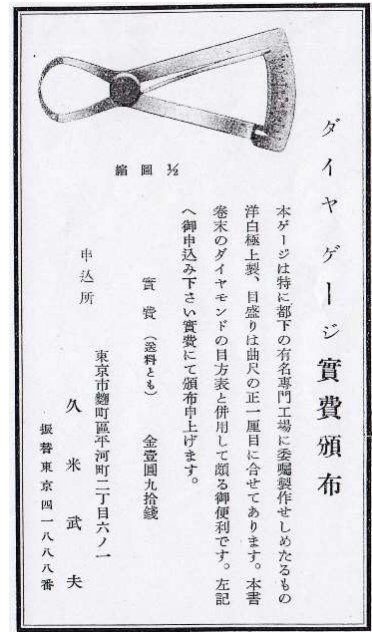 ダイヤゲージ實費頒布
½
圖
縮
本ゲージは特に都下の有名專門工場に委囑製作せしめたるもの
洋白極上製、目盛りは曲尺の正一厘目に合せてあります。本書
卷末のダイヤモンドの目方表と併用して頗る御便利です。左記
へ御申込み下さい實費にて頒布申上げます。
實費(送料とも) 金壹圓九拾錢
申込所
東京市麴町區平河町二丁目六ノ一
久米武夫
振替東京四一八八八番